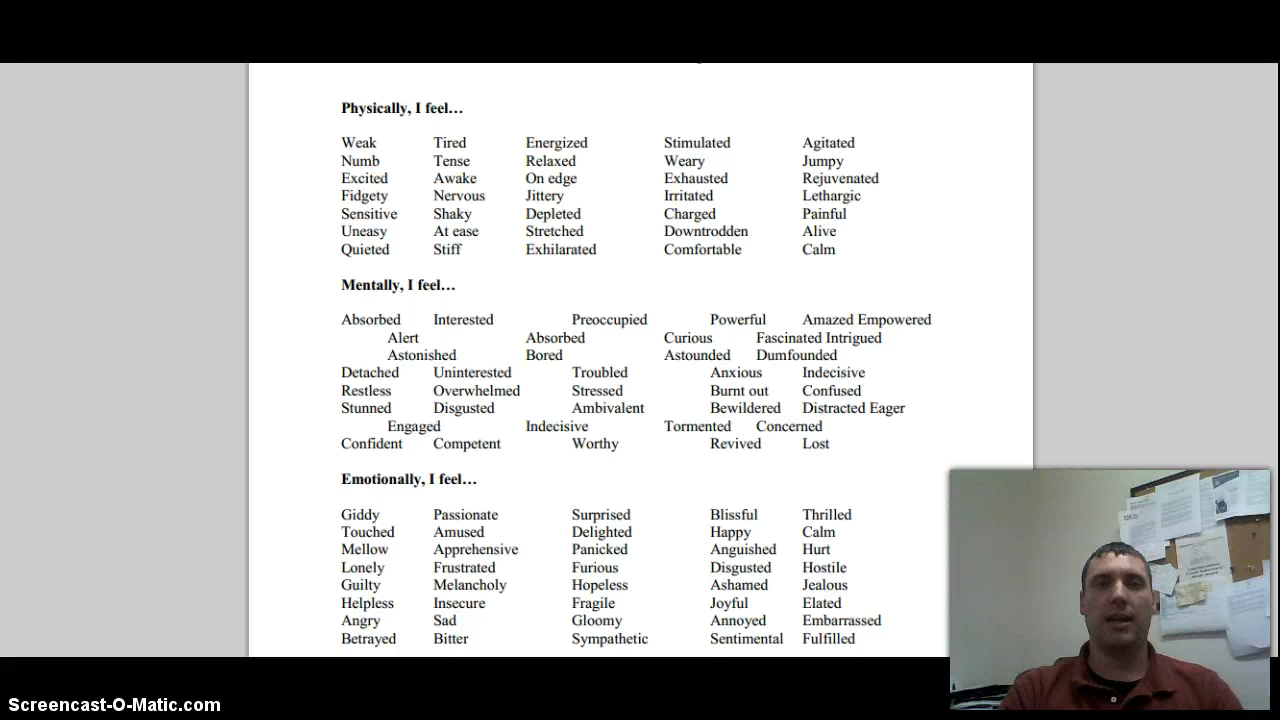 Physically, I feel…
Weak Tired Energized Stimulated Agitated
Numb Tense Relaxed Weary Jumpy
Excited Awake On edge Exhausted Rejuvenated
Fidgety Nervous Jittery Irritated Lethargic
Sensitive Shaky Depleted Charged Painful
Uneasy At ease Stretched Downtrodden Alive
Quieted Stiff Exhilarated Comfortable Calm
Mentally, I feel…
Absorbed Interested Preoccupied Powerful Amazed Empowered
Alert Absorbed Curious Fascinated Intrigued
Astonished Bored Astounded Dumfounded
Detached Uninterested Troubled Anxious Indecisive
Restless Overwhelmed Stressed Burnt out Confused
Stunned Disgusted Ambivalent Bewildered Distracted Eager
Engaged Indecisive Tormented Concerned
Confident Competent Worthy Revived Lost
Emotionally, I feel…
Giddy Passionate Surprised Blissful Thrilled
Touched Amused Delighted Happy Calm
Mellow Apprehensive Panicked Anguished Hurt
Lonely Frustrated Furious Disgusted Hostile
Guilty Melancholy Hopeless Ashamed Jealous
Helpless Insecure Fragile Joyful Elated
Angry Sad Gloomy Annoyed Embarrassed
Betrayed Bitter Sympathetic Sentimental Fulfilled
Screencast-O-Matic.com